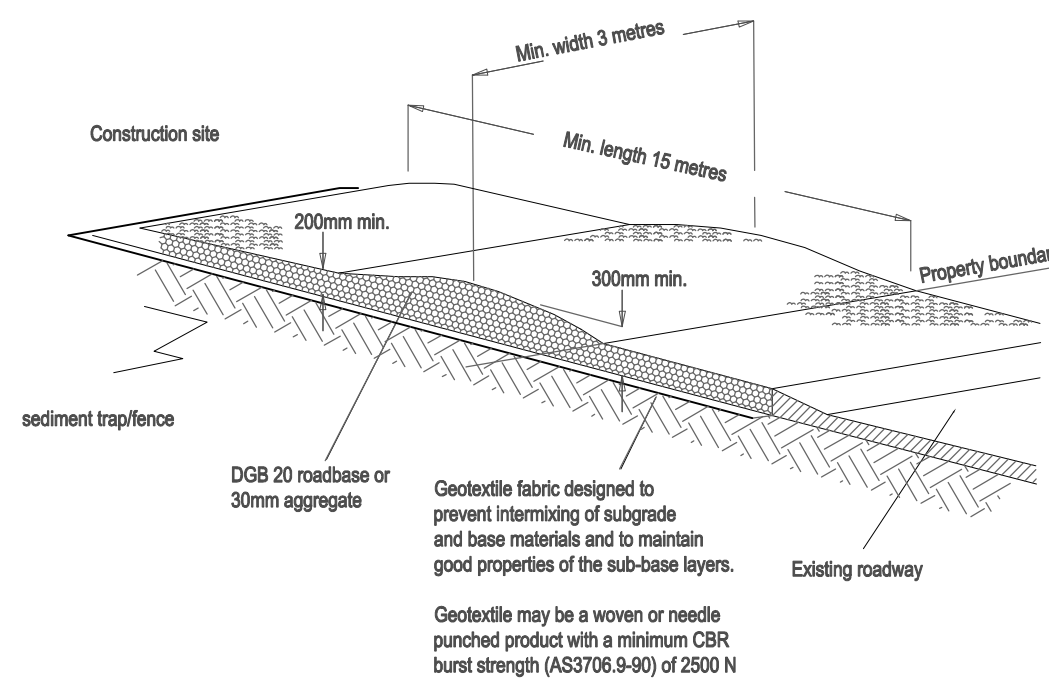 Min. width 3 metres
Construction site
Min. length 15 metres
200mm min.
300mm min.
Property boundar
sediment trap/fence
DGB 20 roadbase or
30mm aggregate
Geotextile fabric designed to
prevent intermixing of subgrade
and base materials and to maintain
good properties of the sub-base layers.
Existing roadway
Geotextile may be a woven or needle
punched product with a minimum CBR
burst strength (AS3706.9-90) of 2500 N